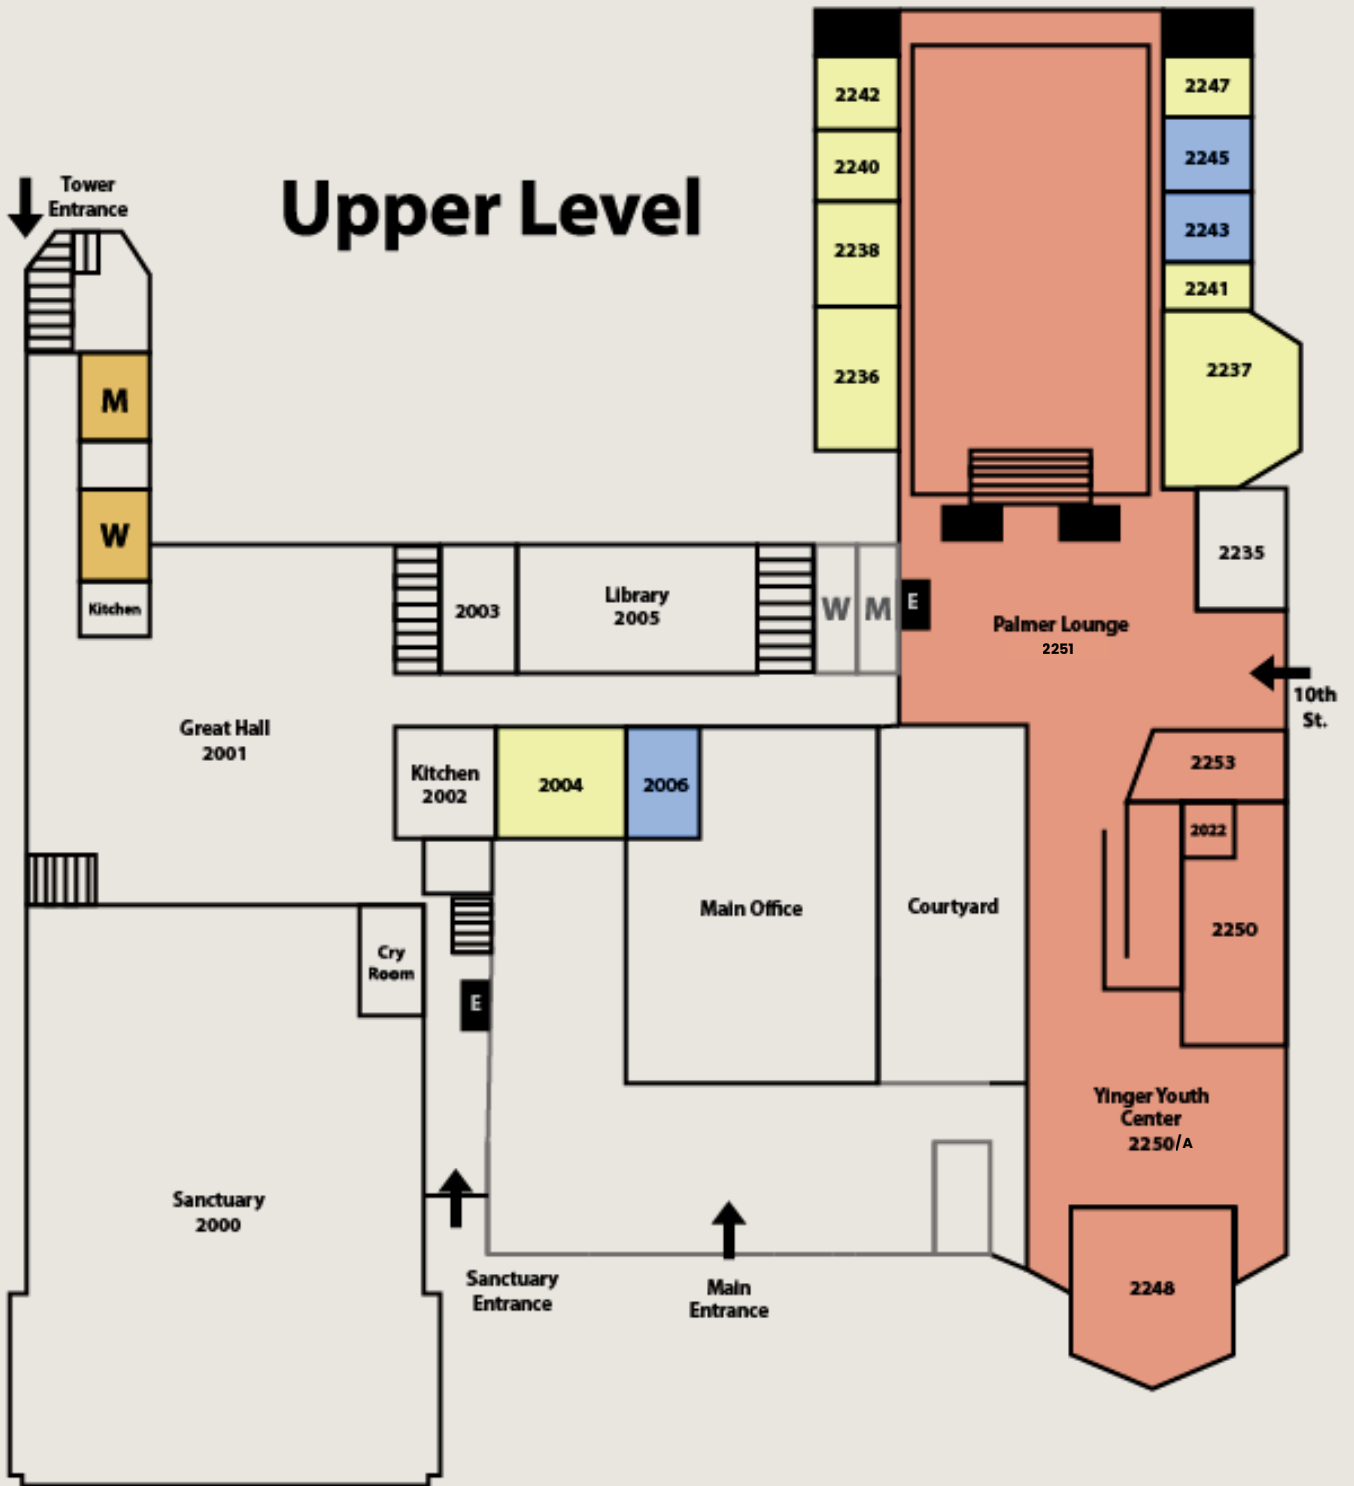 Upper Level
Tower
Entrance
M
W
Kitchen
2242
2240
2238
2236
2247
2245
2243
2241
2237
2235
2003
Library
2005
W
M
E
Palmer Lounge
2251
10th
St.
Great Hall
2001
Kitchen
2002
2004
2006
Main Office
Courtyard
2253
2022
2250
Cry
Room
E
Yinger Youth
Center
2250/A
Sanctuary
2000
Sanctuary
Entrance
Main
Entrance
2248